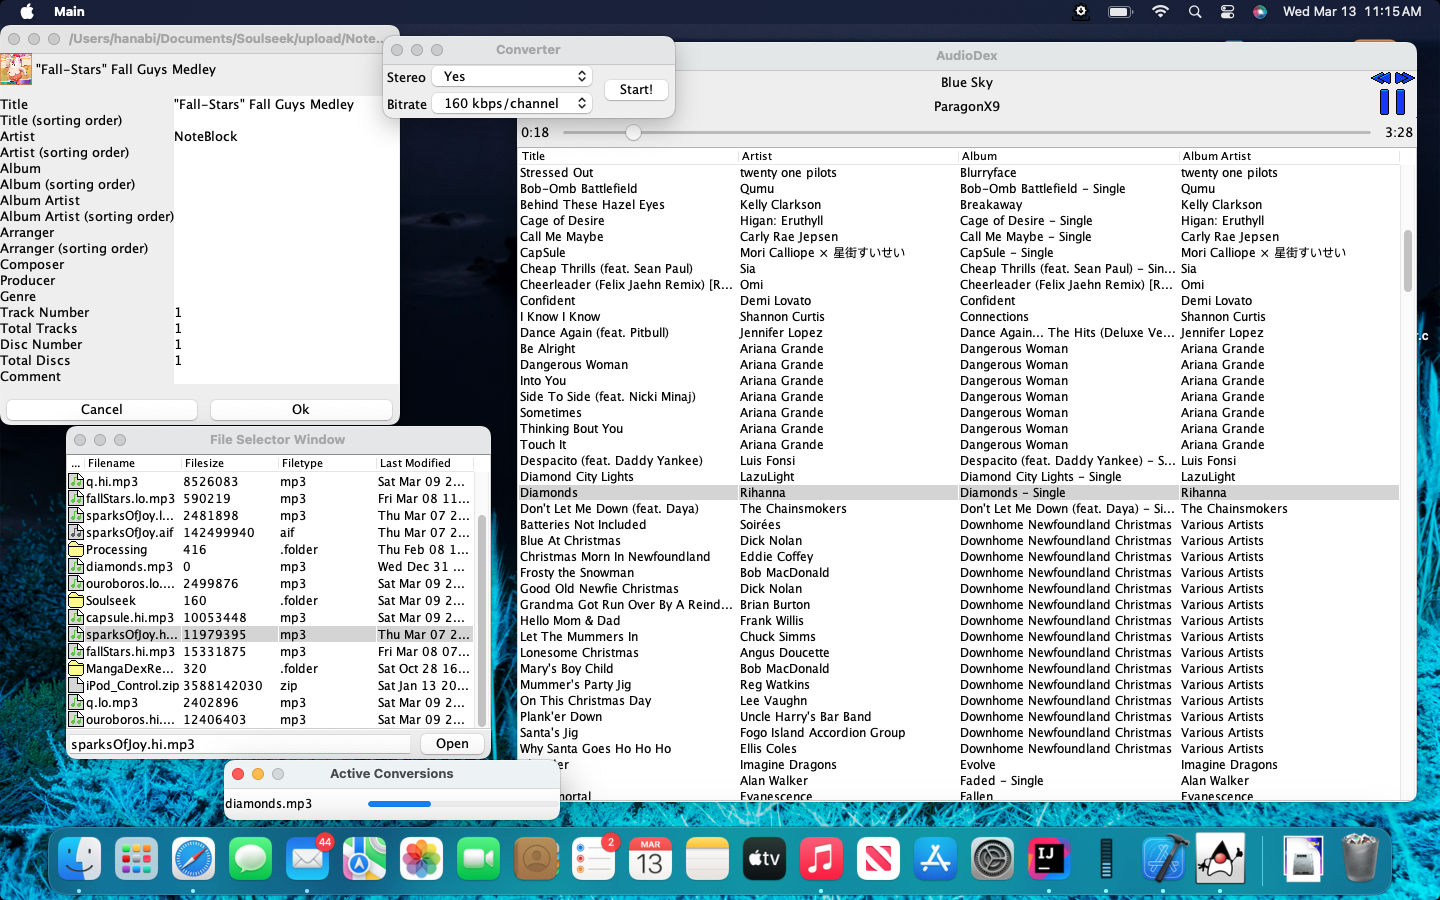 Main
Wed Mar 13 11:15 AM
/Users/hanabi/Documents/Soulseek/upload/Note...
"Fall-Stars" Fall Guys Medley
Title "Fall-Stars" Fall Guys Medley
Title (sorting order)
Artist NoteBlock
Artist (sorting order)
Album
Album (sorting order)
Album Artist
Album Artist (sorting order)
Arranger
Arranger (sorting order)
Composer
Producer
Genre
Track Number 1
Total Tracks 1
Disc Number 1
Total Discs 1
Comment
Cancel Ok
Converter
Stereo Yes
Bitrate 160 kbps/channel
Start!
AudioDex
Blue Sky
ParagonX9
0:18 3:28
Title Artist Album Album Artist
Stressed Out twenty one pilots Blurryface twenty one pilots
Bob-Omb Battlefield Qumu Bob-Omb Battlefield - Single Qumu
Behind These Hazel Eyes Kelly Clarkson Breakaway Kelly Clarkson
Cage of Desire Higan: Eruthyll Cage of Desire - Single Higan: Eruthyll
Call Me Maybe Carly Rae Jepsen Call Me Maybe - Single Carly Rae Jepsen
CapSule Mori Calliope × 星街すいせい CapSule - Single Mori Calliope × 星街すいせい
Cheap Thrills (feat. Sean Paul) Sia Cheap Thrills (feat. Sean Paul) - Sin... Sia
Cheerleader (Felix Jaehn Remix) [R... Omi Cheerleader (Felix Jaehn Remix) [R... Omi
Confident Demi Lovato Confident Demi Lovato
I Know I Know Shannon Curtis Connections Shannon Curtis
Dance Again (feat. Pitbull) Jennifer Lopez Dance Again... The Hits (Deluxe Ve... Jennifer Lopez
Be Alright Ariana Grande Dangerous Woman Ariana Grande
Dangerous Woman Ariana Grande Dangerous Woman Ariana Grande
Into You Ariana Grande Dangerous Woman Ariana Grande
Side To Side (feat. Nicki Minaj) Ariana Grande Dangerous Woman Ariana Grande
Sometimes Ariana Grande Dangerous Woman Ariana Grande
Thinking Bout You Ariana Grande Dangerous Woman Ariana Grande
Touch It Ariana Grande Dangerous Woman Ariana Grande
Despacito (feat. Daddy Yankee) Luis Fonsi Despacito (feat. Daddy Yankee) - S... Luis Fonsi
Diamond City Lights LazuLight Diamond City Lights - Single LazuLight
Diamonds Rihanna Diamonds - Single Rihanna
Don't Let Me Down (feat. Daya) The Chainsmokers Don't Let Me Down (feat. Daya) - Si... The Chainsmokers
Batteries Not Included Soirées Downhome Newfoundland Christmas Various Artists
Blue At Christmas Dick Nolan Downhome Newfoundland Christmas Various Artists
Christmas Morn In Newfoundland Eddie Coffey Downhome Newfoundland Christmas Various Artists
Frosty the Snowman Bob MacDonald Downhome Newfoundland Christmas Various Artists
Good Old Newfie Christmas Dick Nolan Downhome Newfoundland Christmas Various Artists
Grandma Got Run Over By A Reind... Brian Burton Downhome Newfoundland Christmas Various Artists
Hello Mom & Dad Frank Willis Downhome Newfoundland Christmas Various Artists
Let The Mummers In Chuck Simms Downhome Newfoundland Christmas Various Artists
Lonesome Christmas Angus Doucette Downhome Newfoundland Christmas Various Artists
Mary's Boy Child Bob MacDonald Downhome Newfoundland Christmas Various Artists
Mummer's Party Jig Reg Watkins Downhome Newfoundland Christmas Various Artists
On This Christmas Day Lee Vaughn Downhome Newfoundland Christmas Various Artists
Plank'er Down Uncle Harry's Bar Band Downhome Newfoundland Christmas Various Artists
Santa's Jig Fogo Island Accordion Group Downhome Newfoundland Christmas Various Artists
Why Santa Goes Ho Ho Ho Ellis Coles Downhome Newfoundland Christmas Various Artists
Imagine Dragons Evolve Imagine Dragons
Alan Walker Faded - Single Alan Walker
Evanescence Fallen Evanescence
r.c
File Selector Window
... Filename Filesize Filetype Last Modified
q.hi.mp3 8526083 mp3 Sat Mar 09 2...
fallStars.lo.mp3 590219 mp3 Fri Mar 08 11...
sparksOfJoy.l... 2481898 mp3 Thu Mar 07 2...
sparksOfJoy.aif 142499940 aif Thu Mar 07 2...
Processing 416 .folder Thu Feb 08 1...
diamonds.mp3 0 mp3 Wed Dec 31 ...
ouroboros.lo.... 2499876 mp3 Sat Mar 09 2...
Soulseek 160 .folder Sat Mar 09 2...
capsule.hi.mp3 10053448 mp3 Sat Mar 09 2...
sparksOfJoy.h... 11979395 mp3 Thu Mar 07 2...
fallStars.hi.mp3 15331875 mp3 Fri Mar 08 07...
MangaDexRe... 320 .folder Sat Oct 28 16...
iPod_Control.zip 3588142030 zip Sat Jan 13 20...
q.lo.mp3 2402896 mp3 Sat Mar 09 2...
ouroboros.hi.... 12406403 mp3 Sat Mar 09 2...
sparksOfJoy.hi.mp3 Open
Active Conversions
diamonds.mp3
44
2
MAR
13
tv
IJ